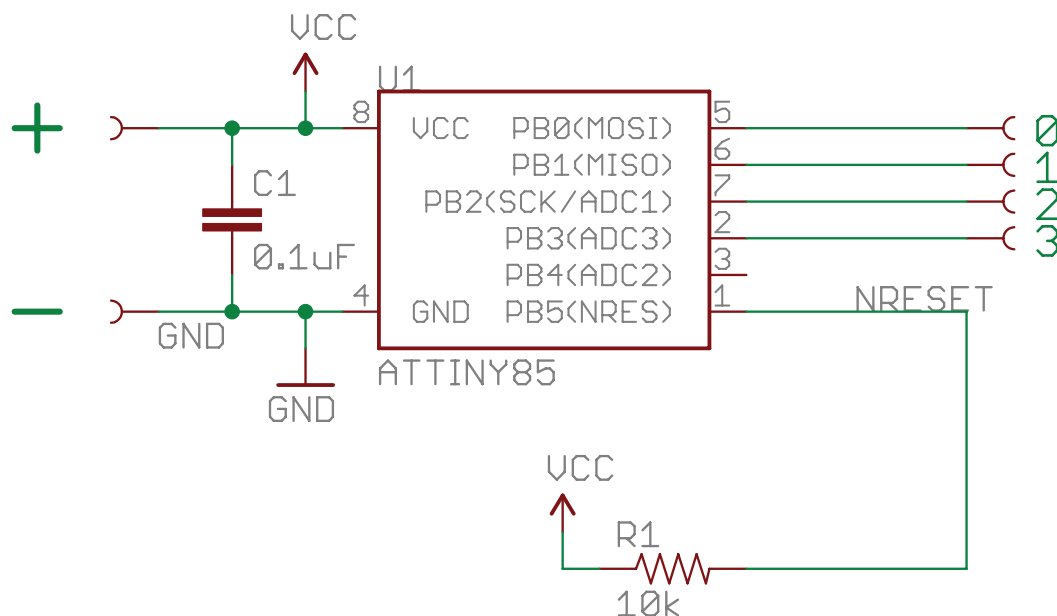 VCC
U1
+
8
VCC
PB0(MOSI)
5
0
PB1(MISO)
6
1
C1
PB2(SCK/ADC1)
7
2
0.1uF
PB3(ADC3)
2
3
PB4(ADC2)
3
−
4
GND
PB5(NRES)
1
NRESET
GND
ATTINY85
GND
VCC
R1
10k